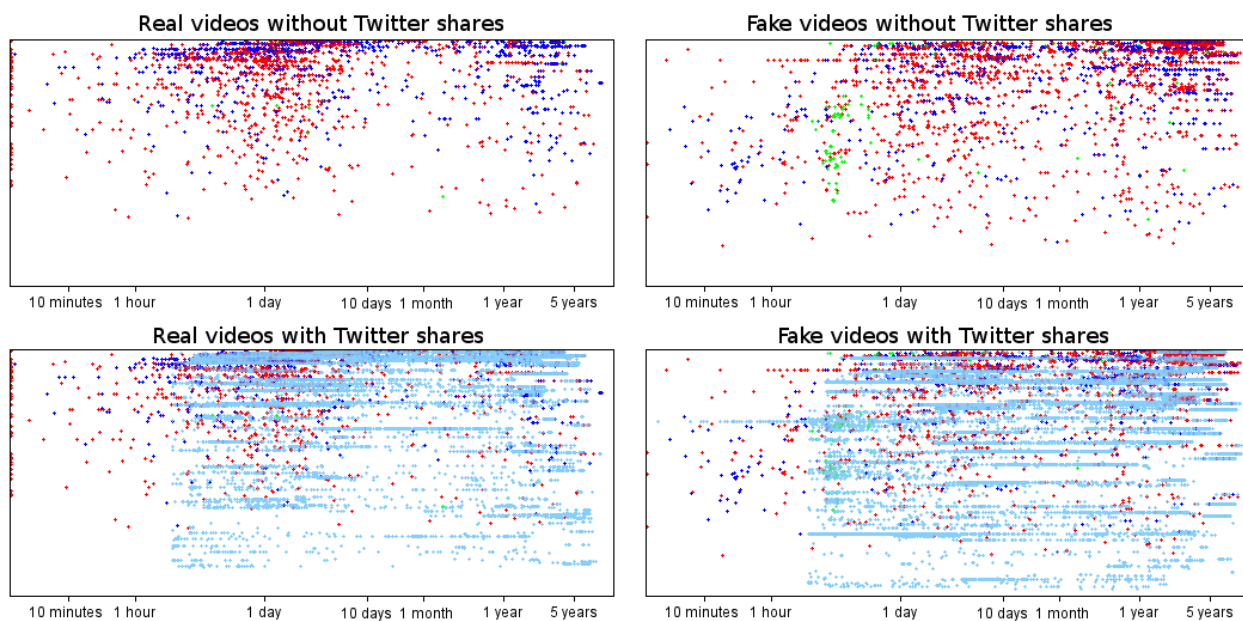 Real videos without Twitter shares
Fake videos without Twitter shares
10 minutes 1 hour 1 day 10 days 1 month 1 year 5 years
10 minutes 1 hour 1 day 10 days 1 month 1 year 5 years
Real videos with Twitter shares
Fake videos with Twitter shares
10 minutes 1 hour 1 day 10 days 1 month 1 year 5 years
10 minutes 1 hour 1 day 10 days 1 month 1 year 5 years